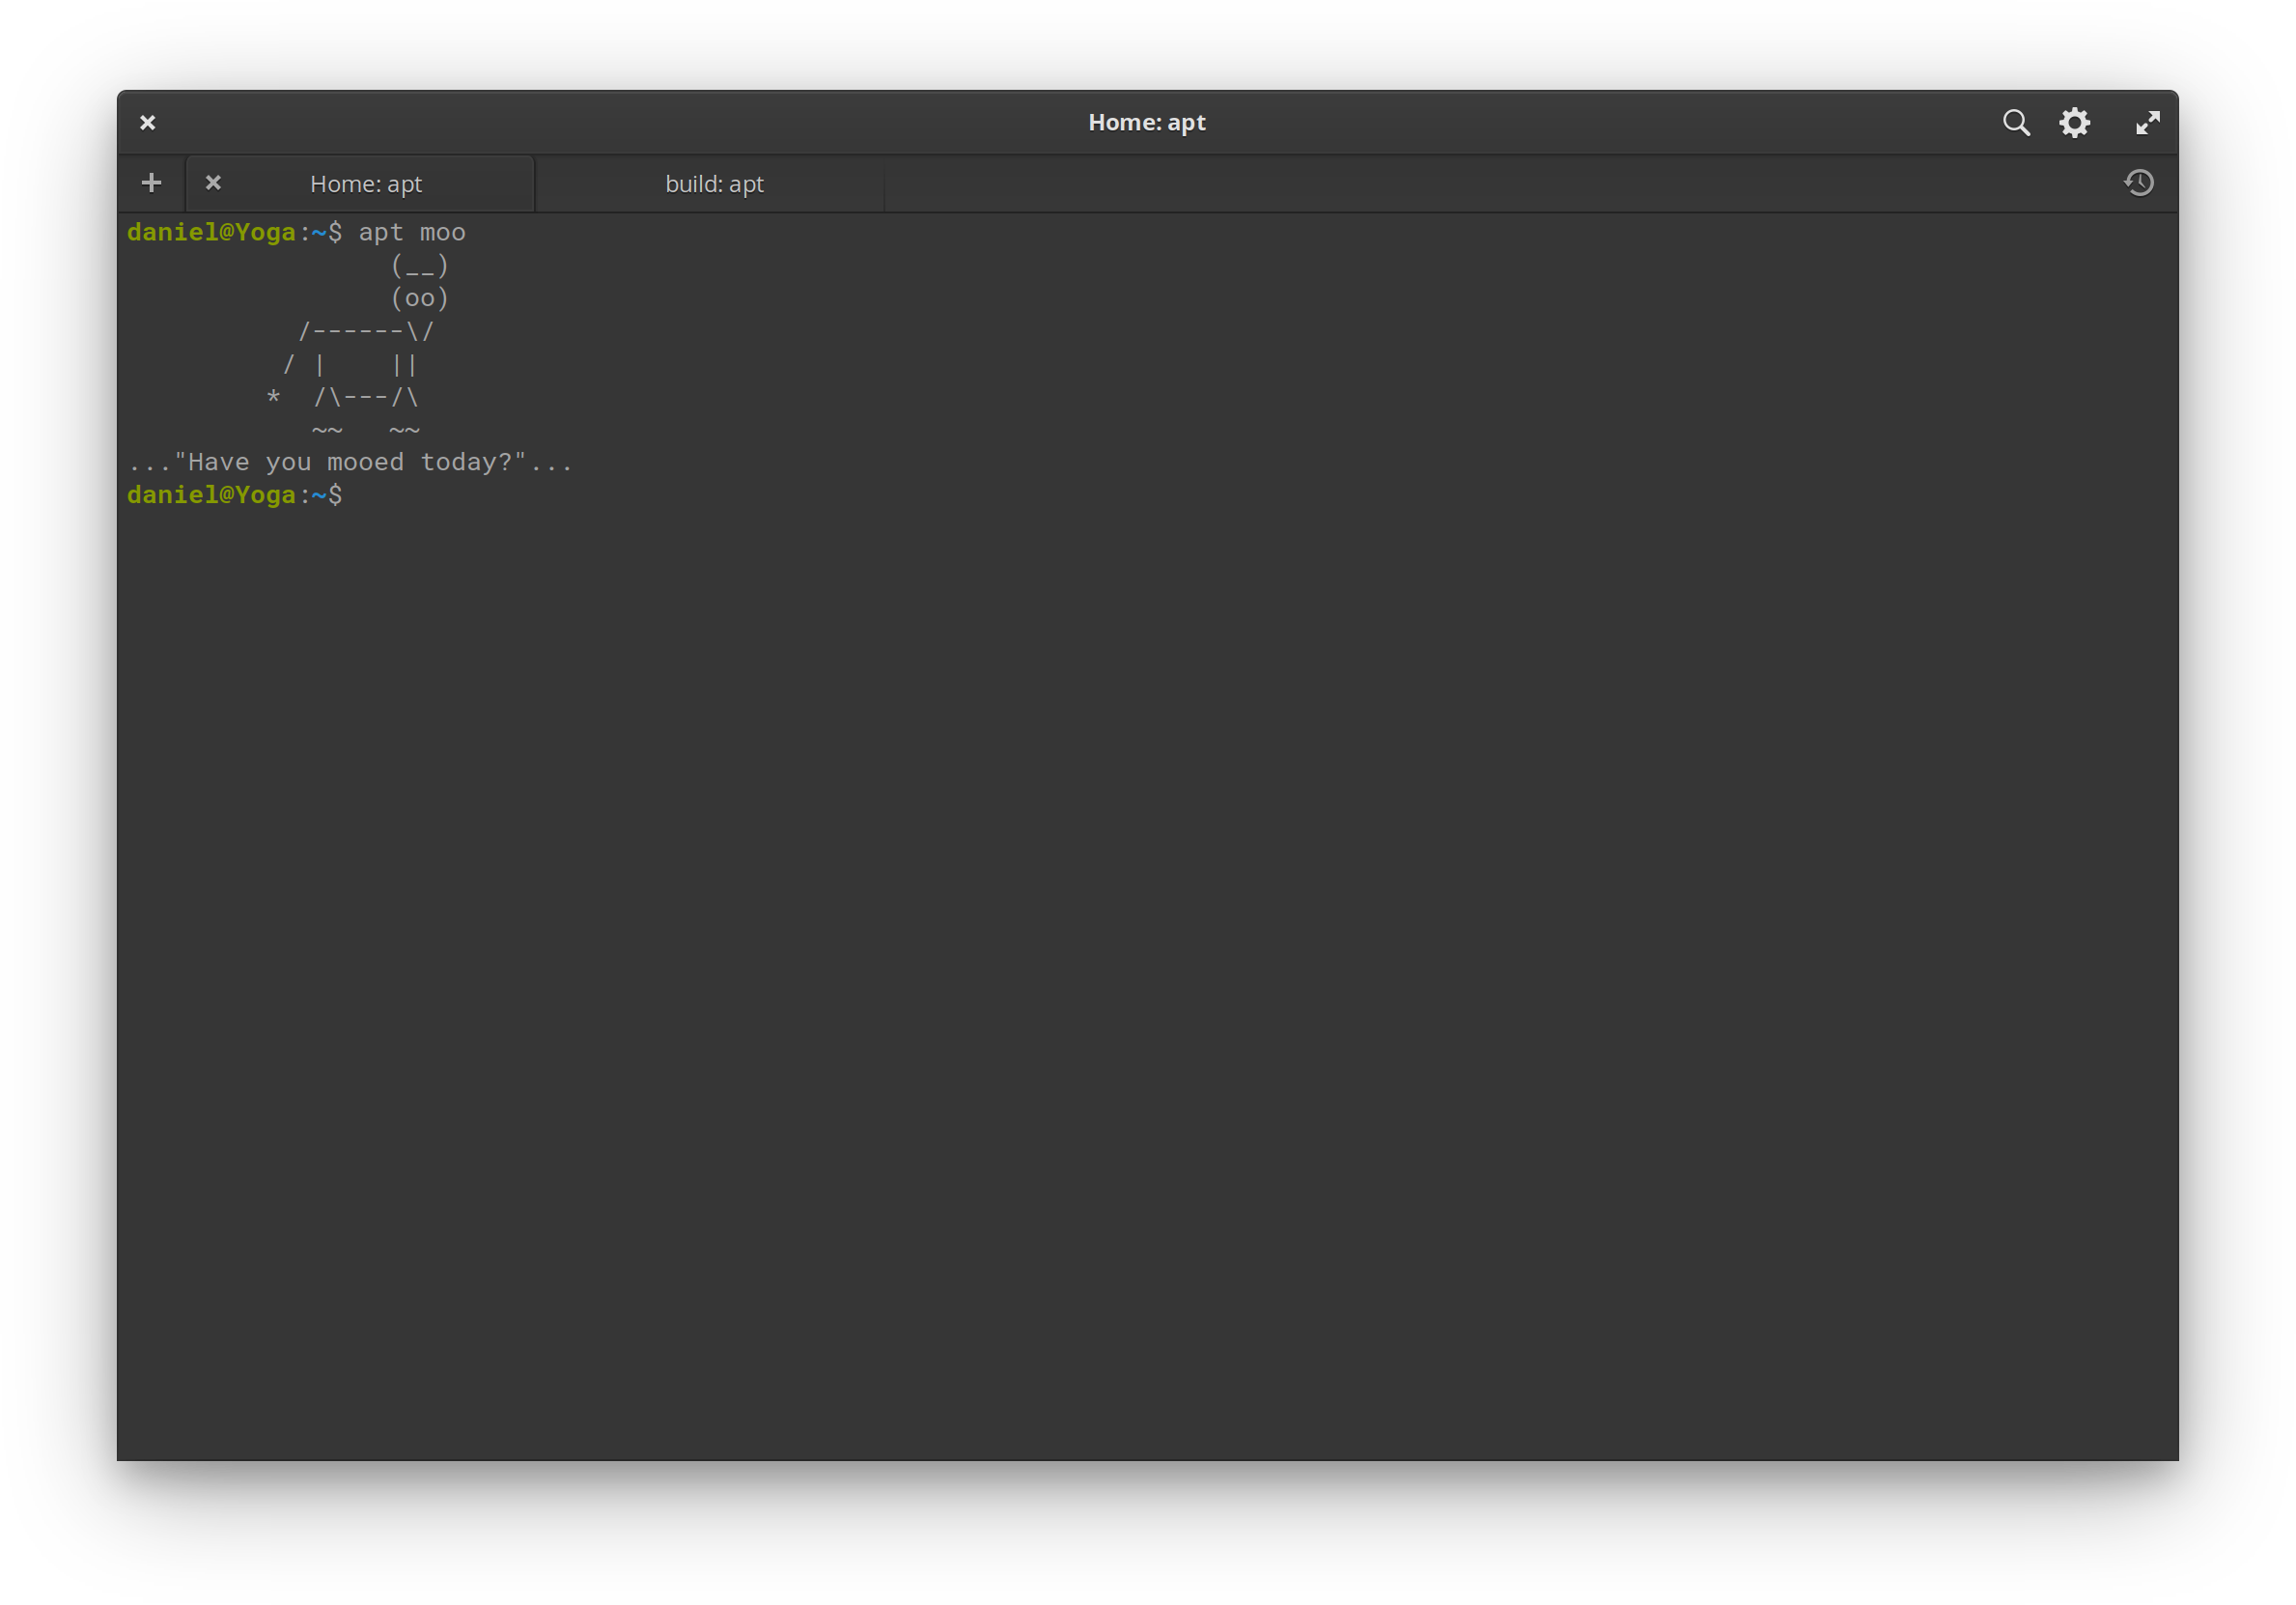 Home: apt
Home: apt build: apt
daniel@Yoga:~$ apt moo
                 (__)
                 (oo)
           /------\/
          / |    ||
         *  /\---/\
            ~~   ~~
..."Have you mooed today?"...
daniel@Yoga:~$